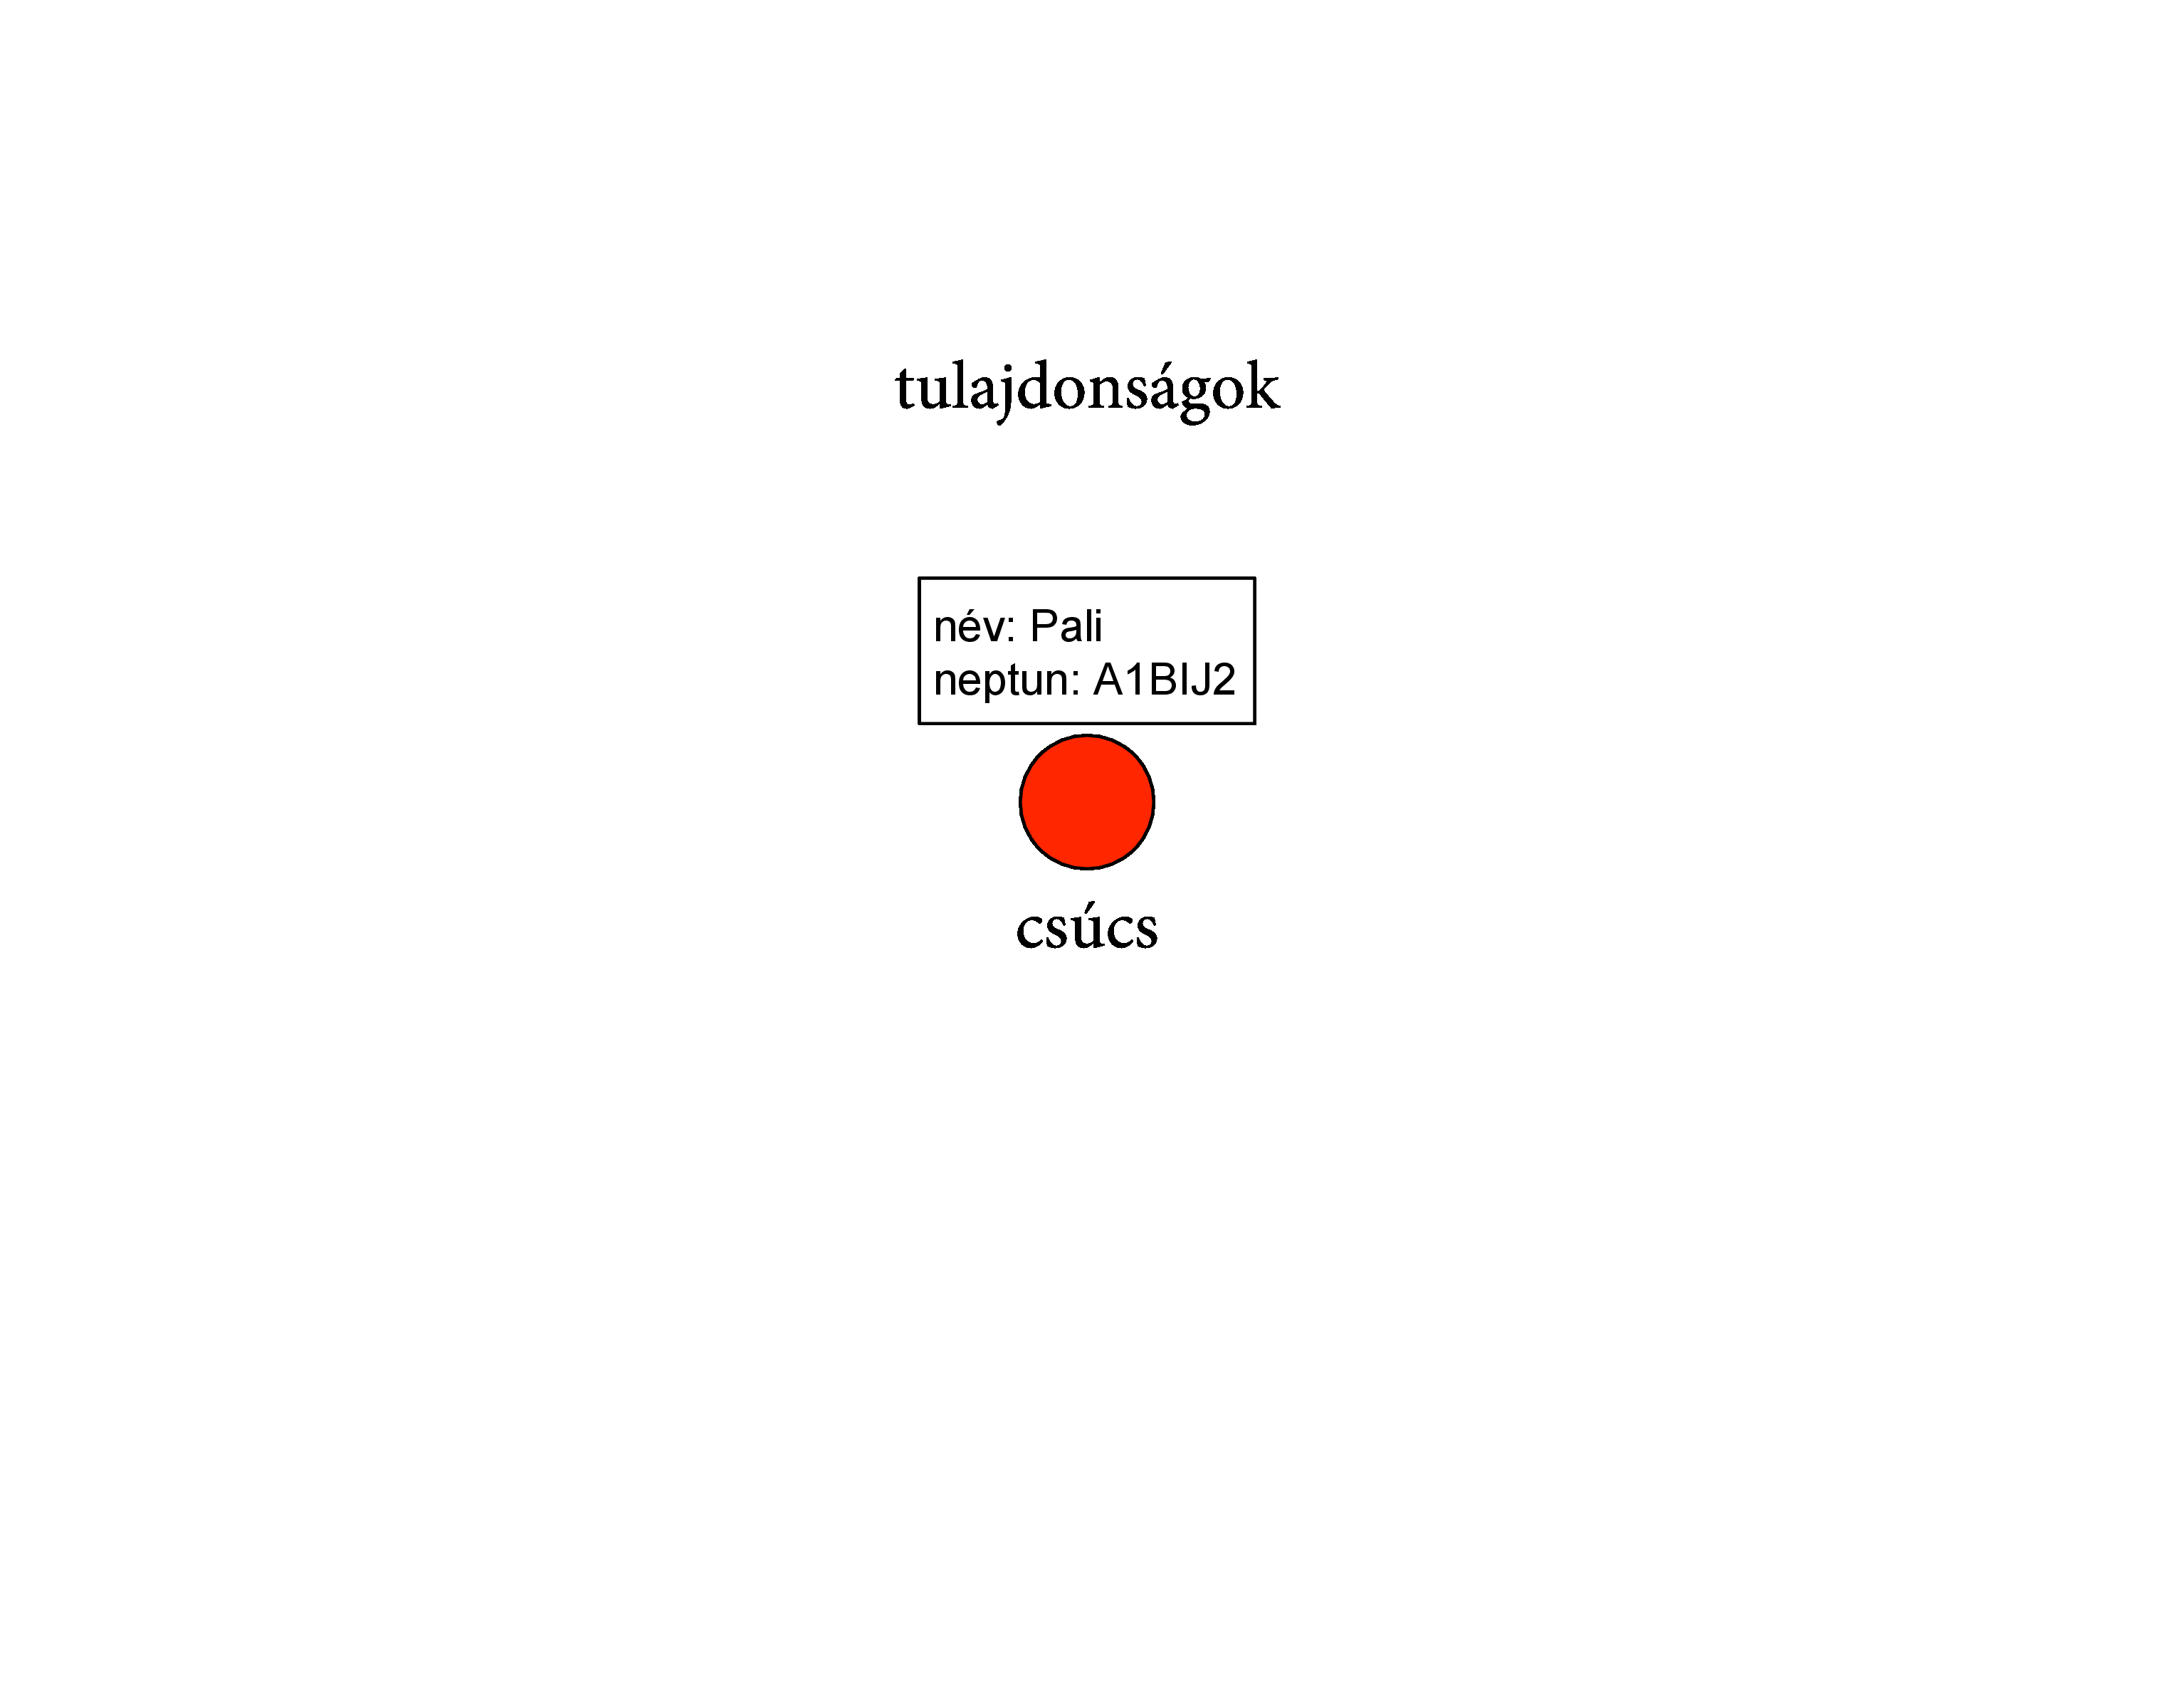 tulajdonságok
név: Pali
neptun: A1BIJ2
csúcs